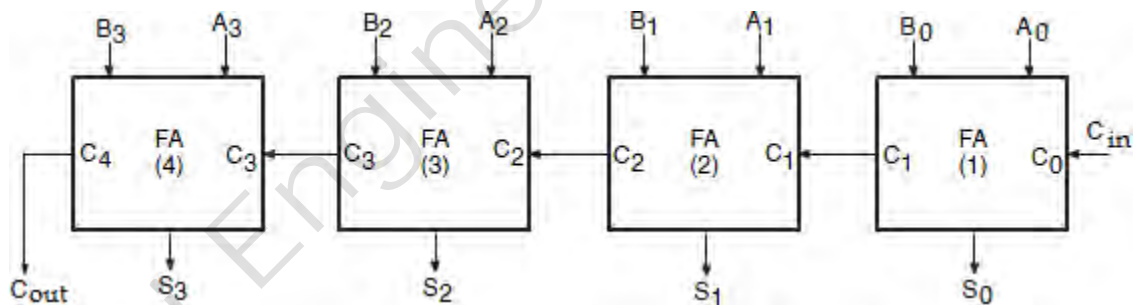 B3 A3 B2 A2 B1 A1 B0 A0
FA FA FA FA Cin
C4 (4) C3 C3 (3) C2 C2 (2) C1 C1 (1) C0
Cout S3 S2 S1 S0
Engine